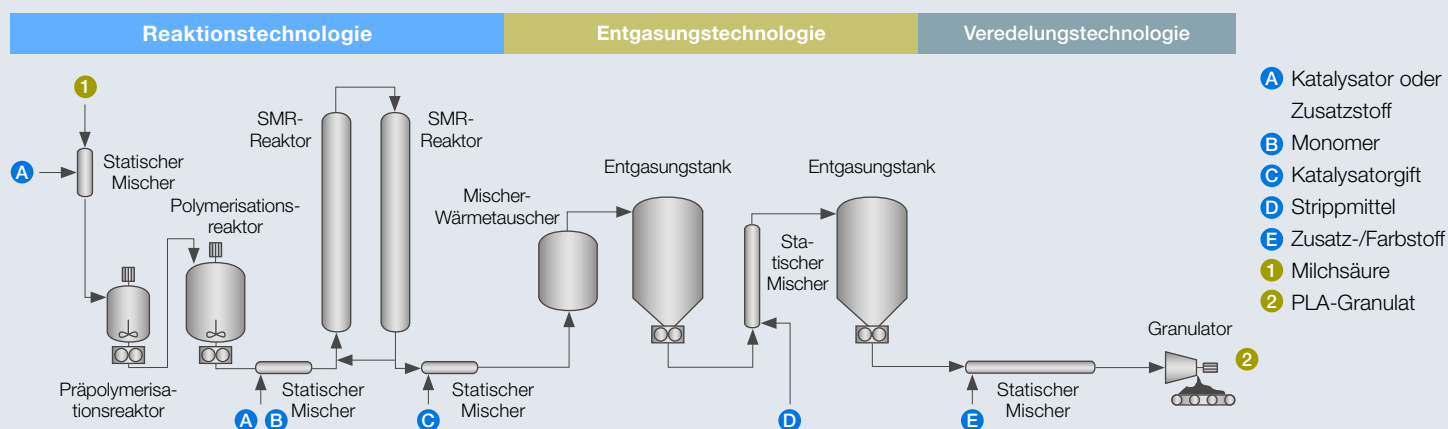 Reaktionstechnologie
Entgasungstechnologie
Veredelungstechnologie
1
A
Statischer
Mischer
Polymerisations-
reaktor
Präpolymerisa-
tionsreaktor
SMR-
Reaktor
SMR-
Reaktor
Statischer
Mischer
A B
Statischer
Mischer
C
Mischer-
Wärmetauscher
Entgasungstank
Sta-
tischer
Mischer
D
Entgasungstank
Statischer
Mischer
E
Granulator
2
A Katalysator oder
Zusatzstoff
B Monomer
C Katalysatorgift
D Strippmittel
E Zusatz-/Farbstoff
1 Milchsäure
2 PLA-Granulat